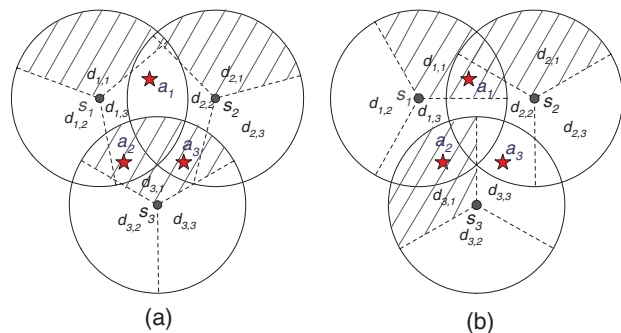 d1,1
a1
d2,1
s1
d1,2
d1,3
d2,2
s2
d2,3
a2
a3
d3,1
s3
d3,2
d3,3
(a)
d1,1
a1
d2,1
s1
d1,2
d1,3
d2,2
s2
d2,3
a2
a3
d3,1
d3,3
s3
d3,2
(b)